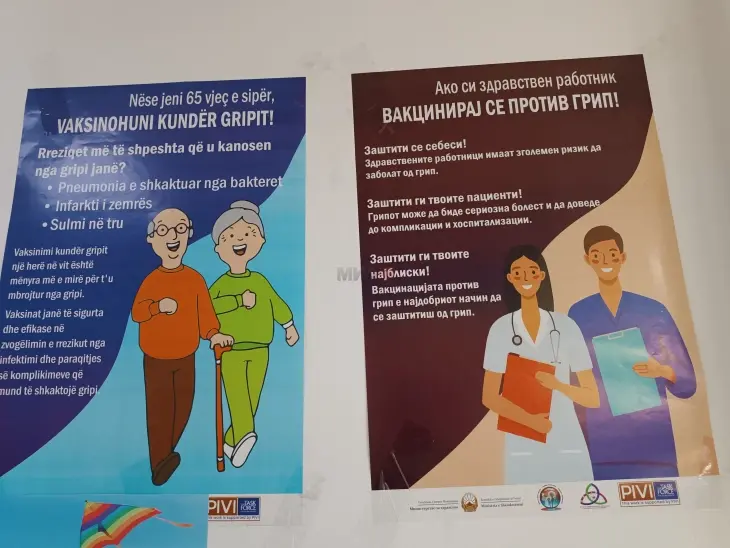 Nëse jeni 65 vjeç e sipër,
VAKSINOHUNI KUNDËR GRIPIT!
Rreziqet më të shpeshta që u kanosen
nga gripi janë?
• Pneumonia e shkaktuar nga bakteret
• Infarkti i zemrës
• Sulmi në tru
Vaksinimi kundër gripit
një herë në vit është
mënyra më e mirë për t'u
mbrojtur nga gripi.
Vaksinat janë të sigurta
dhe efikase në
zvogëlimin e rrezikut nga
infektimi dhe paraqitjes
së komplikimeve që
mund të shkaktojë gripi.
PIVI
TASK
FORCE
Ако си здравствен работник
ВАКЦИНИРАЈ СЕ ПРОТИВ ГРИП!
Заштити се себеси!
Здравствените работници имаат зголемен ризик да
заболат од грип.
Заштити ги твоите пациенти!
Грипот може да биде сериозна болест и да доведе
до компликации и хоспитализации.
Заштити ги твоите
најблиски!
Вакцинацијата против
грип е најдобриот начин да
се заштитиш од грип.
PIVI
TASK
FORCE